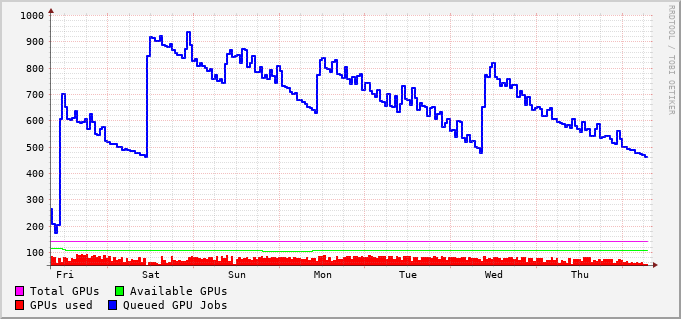 1000
900
800
700
600
500
400
300
200
100
Fri Sat Sun Mon Tue Wed Thu
Total GPUs Available GPUs
GPUs used Queued GPU Jobs
RRDTOOL / TOBI OETIKER